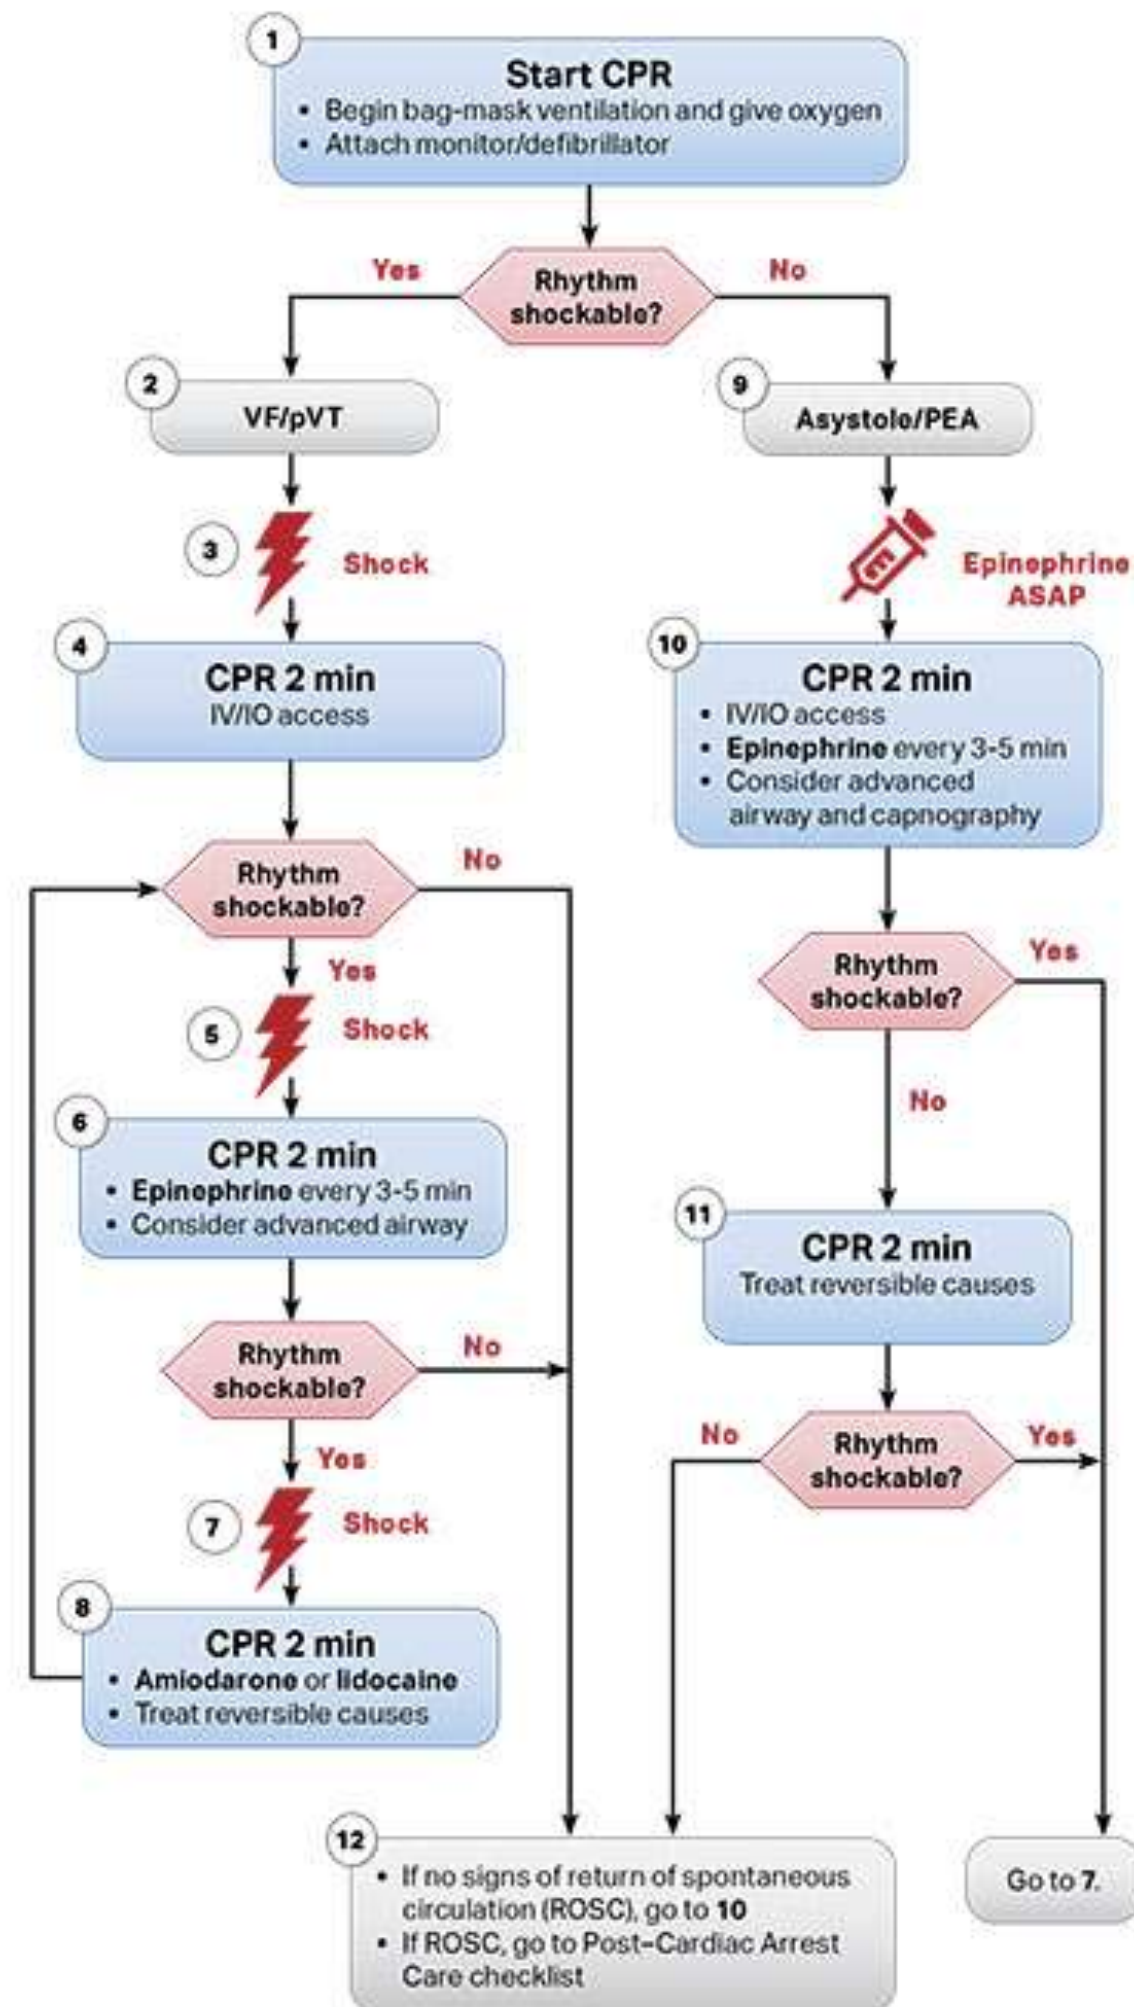 1
Start CPR
• Begin bag-mask ventilation and give oxygen
• Attach monitor/defibrillator
Rhythm
shockable?
Yes
No
2
VF/pVT
3
Shock
4
CPR 2 min
IV/IO access
Rhythm
shockable?
No
Yes
5
Shock
6
CPR 2 min
• Epinephrine every 3-5 min
• Consider advanced airway
Rhythm
shockable?
No
Yes
7
Shock
8
CPR 2 min
• Amiodarone or lidocaine
• Treat reversible causes
9
Asystole/PEA
Epinephrine
ASAP
10
CPR 2 min
• IV/IO access
• Epinephrine every 3-5 min
• Consider advanced
airway and capnography
Rhythm
shockable?
Yes
No
11
CPR 2 min
Treat reversible causes
Rhythm
shockable?
No
Yes
12
• If no signs of return of spontaneous
circulation (ROSC), go to 10
• If ROSC, go to Post–Cardiac Arrest
Care checklist
Go to 7.